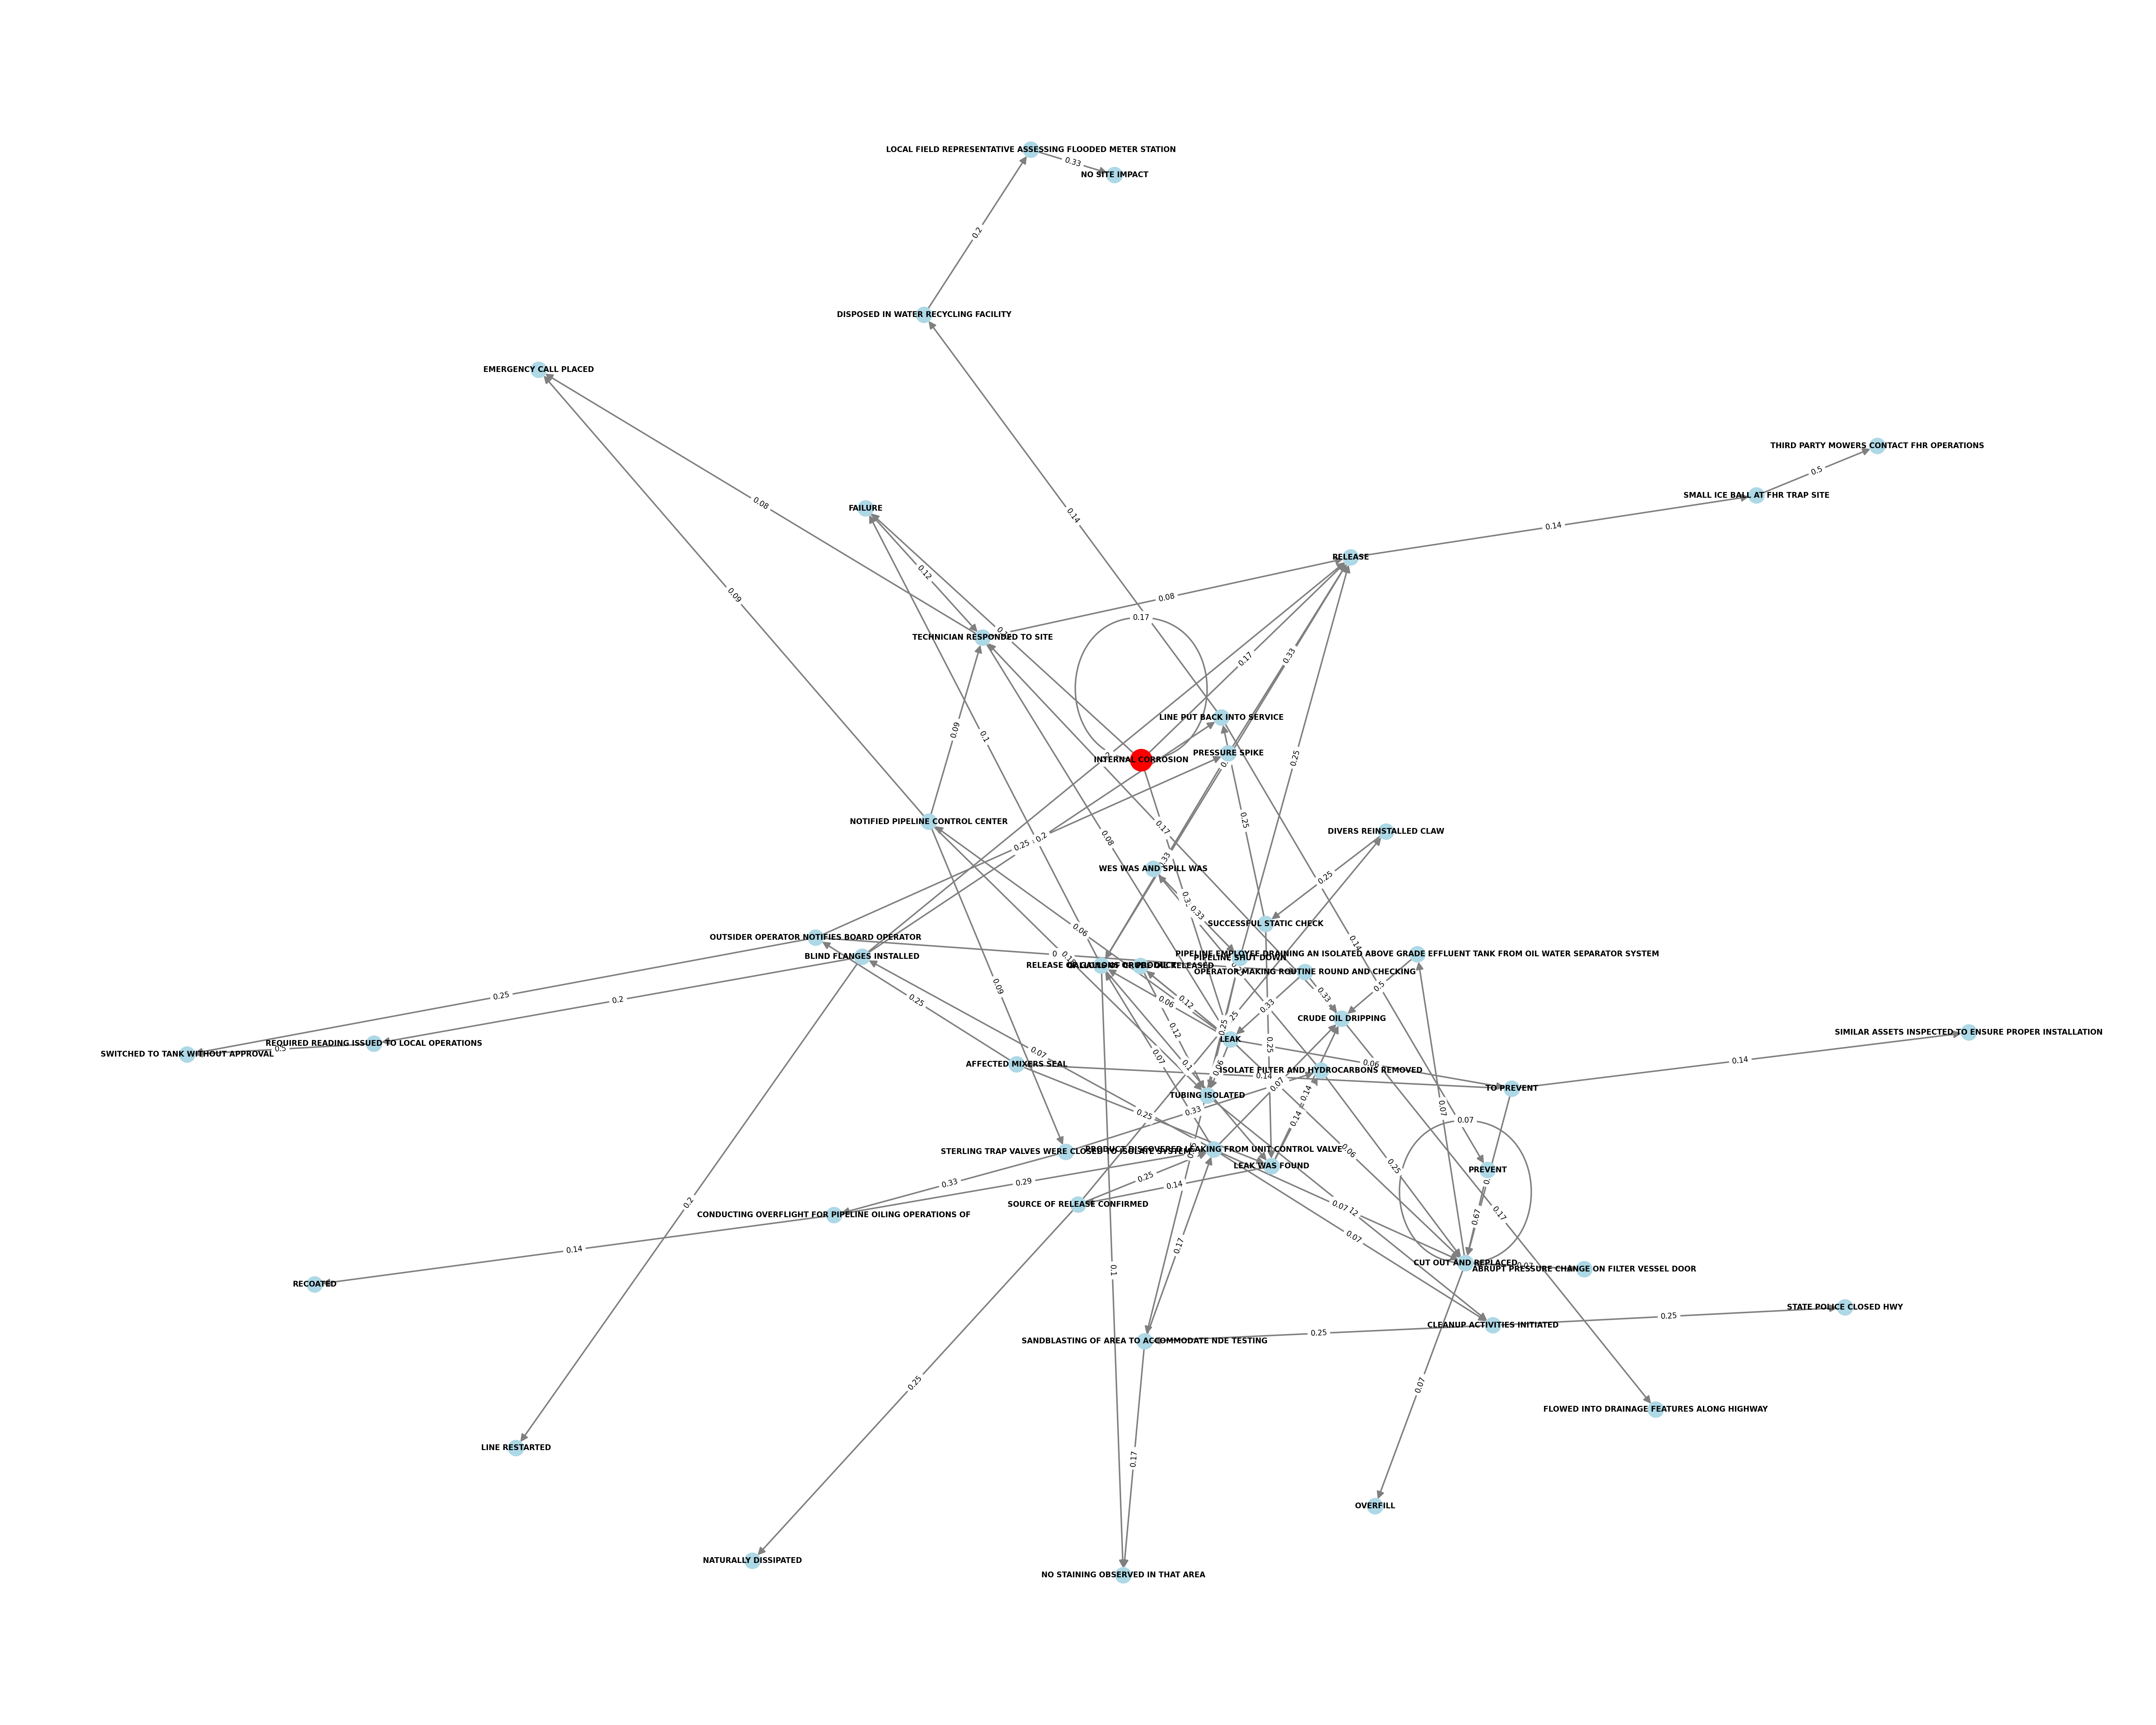 LOCAL FIELD REPRESENTATIVE ASSESSING FLOODED METER STATION
0.33
NO SITE IMPACT
0.2
DISPOSED IN WATER RECYCLING FACILITY
EMERGENCY CALL PLACED
THIRD PARTY MOWERS CONTACT FHR OPERATIONS
0.5
SMALL ICE BALL AT FHR TRAP SITE
0.08
FAILURE
0.14
0.14
RELEASE
0.12
0.09
0.08
0.17
TECHNICIAN RESPONDED TO SITE
0.33
0.17
LINE PUT BACK INTO SERVICE
0.09
0.1
PRESSURE SPIKE
0.25
INTERNAL CORROSION
NOTIFIED PIPELINE CONTROL CENTER
0.25
0.17
DIVERS REINSTALLED CLAW
0.25
0.2
0.08
0.33
WES WAS AND SPILL WAS
0.25
0.33
SUCCESSFUL STATIC CHECK
0.06
OUTSIDER OPERATOR NOTIFIES BOARD OPERATOR
0.14
BLIND FLANGES INSTALLED
PIPELINE SHUT DOWN
PIPELINE EMPLOYEE DRAINING AN ISOLATED ABOVE GRADE EFFLUENT TANK FROM OIL WATER SEPARATOR SYSTEM
OPERATOR MAKING ROUTINE ROUND AND CHECKING
0.09
0.5
0.25
0.2
0.25
0.06
0.12
0.33
0.33
CRUDE OIL DRIPPING
0.25
0.12
LEAK
SIMILAR ASSETS INSPECTED TO ENSURE PROPER INSTALLATION
REQUIRED READING ISSUED TO LOCAL OPERATIONS
0.5
SWITCHED TO TANK WITHOUT APPROVAL
0.07
0.07
0.25
0.06
0.14
AFFECTED MIXERS SEAL
0.1
0.06
ISOLATE FILTER AND HYDROCARBONS REMOVED
0.14
0.07
TO PREVENT
TUBING ISOLATED
0.14
0.07
0.25
0.33
0.14
0.07
STERLING TRAP VALVES WERE CLOSED TO ISOLATE SYSTEM
PRODUCT DISCOVERED LEAKING FROM UNIT CONTROL VALVE
0.06
LEAK WAS FOUND
0.25
PREVENT
0.33
0.29
0.25
0.14
0.2
SOURCE OF RELEASE CONFIRMED
0.07
0.67
0.17
CONDUCTING OVERFLIGHT FOR PIPELINE OILING OPERATIONS OF
0.14
0.17
0.07
0.1
CUT OUT AND REPLACED
ABRUPT PRESSURE CHANGE ON FILTER VESSEL DOOR
RECOATED
STATE POLICE CLOSED HWY
0.25
CLEANUP ACTIVITIES INITIATED
0.25
SANDBLASTING OF AREA TO ACCOMMODATE NDE TESTING
0.25
0.07
FLOWED INTO DRAINAGE FEATURES ALONG HIGHWAY
LINE RESTARTED
0.17
OVERFILL
NATURALLY DISSIPATED
NO STAINING OBSERVED IN THAT AREA